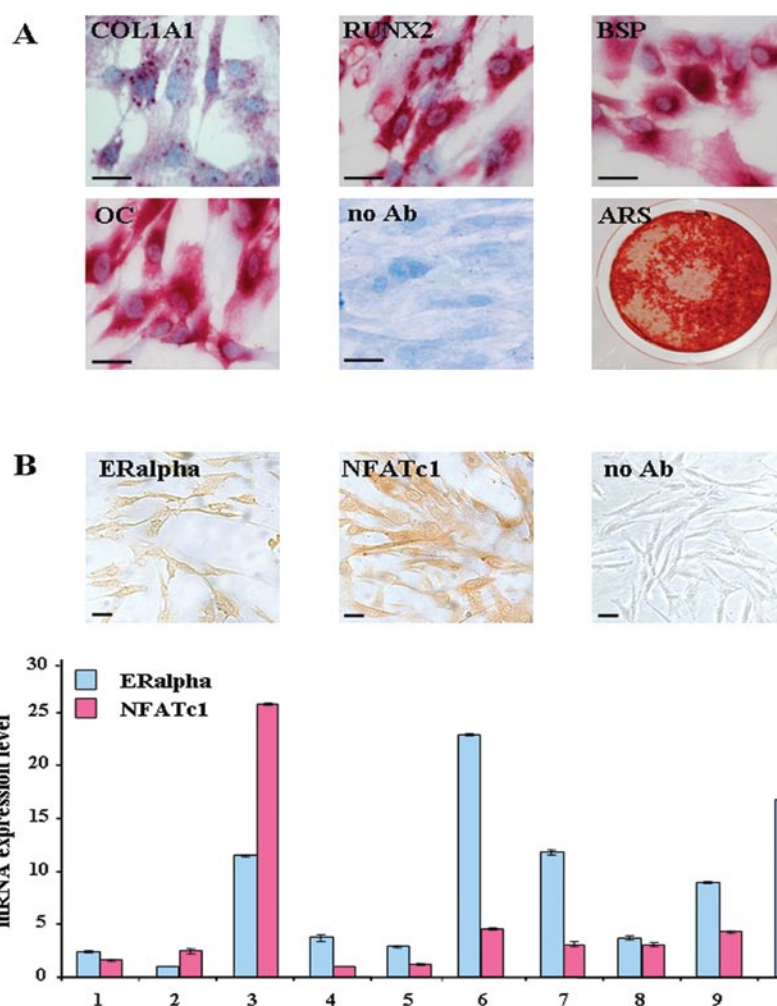 A
COL1A1
RUNX2
BSP
OC
no Ab
ARS
B
ERalpha
NFATc1
no Ab
mRNA expression level
30
25
20
15
10
5
0
ERalpha
NFATc1
1 2 3 4 5 6 7 8 9